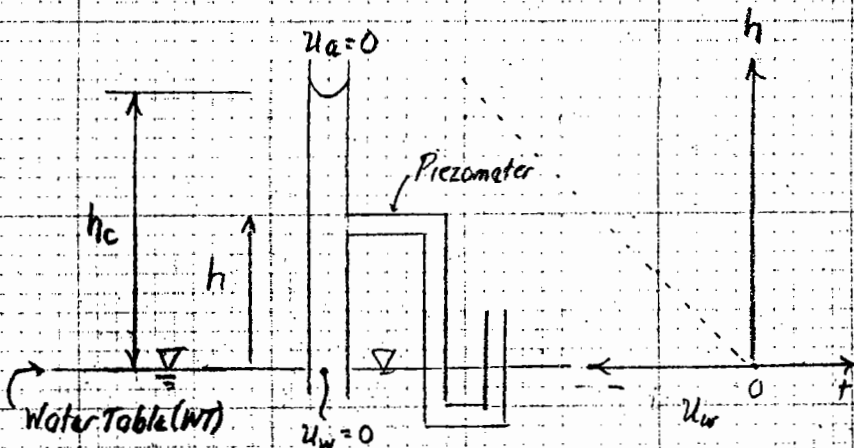 u_a=0
h
Piezometer
h_c
h
Water Table (WT)
u_w=0
-
0
+
u_w